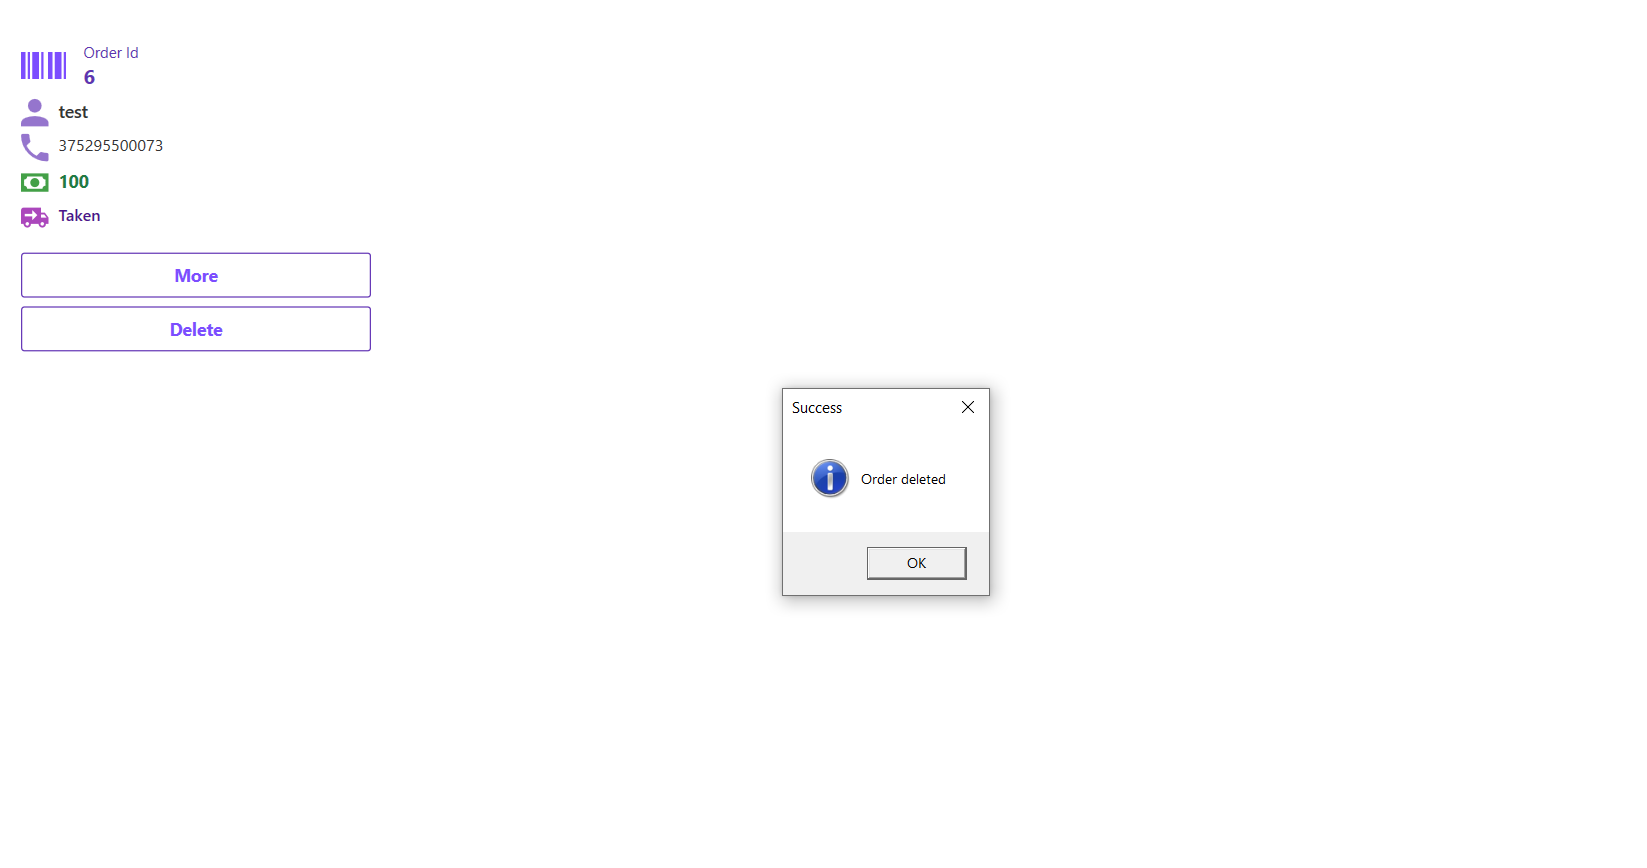 Order Id
6
test
375295500073
100
Taken
More
Delete
Success
Order deleted
OK